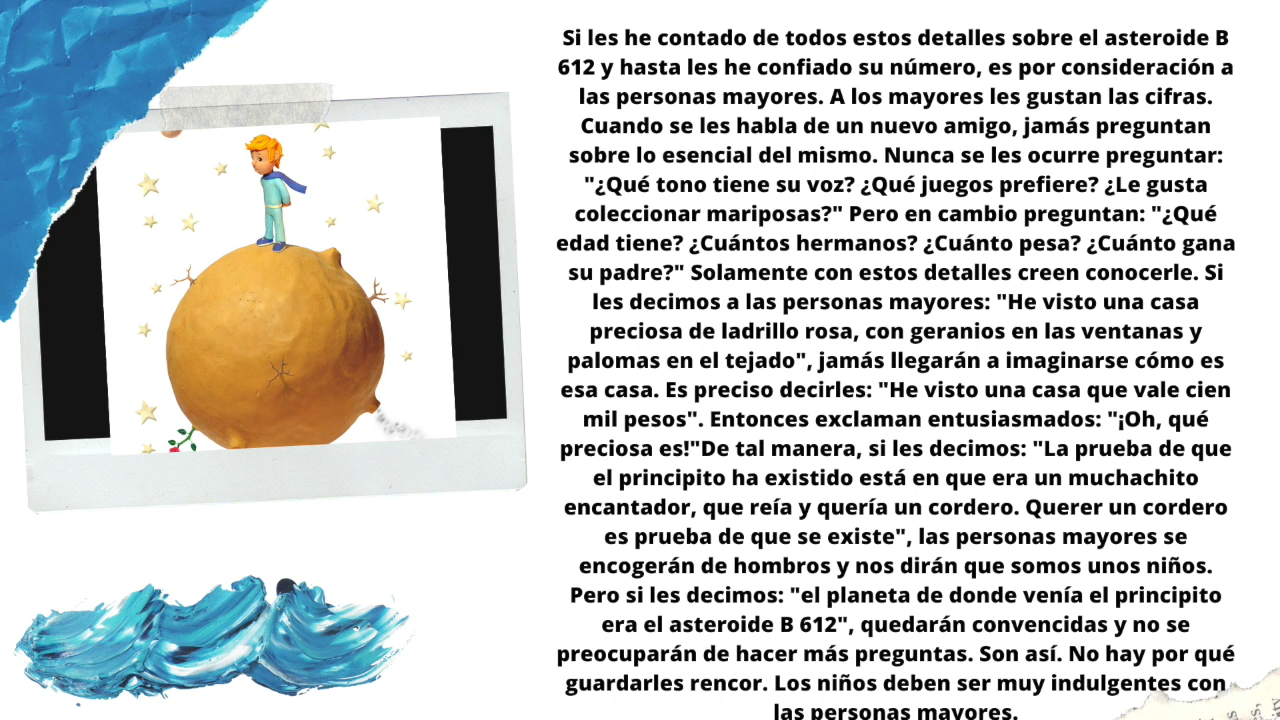 Si les he contado de todos estos detalles sobre el asteroide B
612 y hasta les he confiado su número, es por consideración a
las personas mayores. A los mayores les gustan las cifras.
Cuando se les habla de un nuevo amigo, jamás preguntan
sobre lo esencial del mismo. Nunca se les ocurre preguntar:
"¿Qué tono tiene su voz? ¿Qué juegos prefiere? ¿Le gusta
coleccionar mariposas?" Pero en cambio preguntan: "¿Qué
edad tiene? ¿Cuántos hermanos? ¿Cuánto pesa? ¿Cuánto gana
su padre?" Solamente con estos detalles creen conocerle. Si
les decimos a las personas mayores: "He visto una casa
preciosa de ladrillo rosa, con geranios en las ventanas y
palomas en el tejado", jamás llegarán a imaginarse cómo es
esa casa. Es preciso decirles: "He visto una casa que vale cien
mil pesos". Entonces exclaman entusiasmados: "¡Oh, qué
preciosa es!"De tal manera, si les decimos: "La prueba de que
el principito ha existido está en que era un muchachito
encantador, que reía y quería un cordero. Querer un cordero
es prueba de que se existe", las personas mayores se
encogerán de hombros y nos dirán que somos unos niños.
Pero si les decimos: "el planeta de donde venía el principito
era el asteroide B 612", quedarán convencidas y no se
preocuparán de hacer más preguntas. Son así. No hay por qué
guardarles rencor. Los niños deben ser muy indulgentes con
las personas mayores.